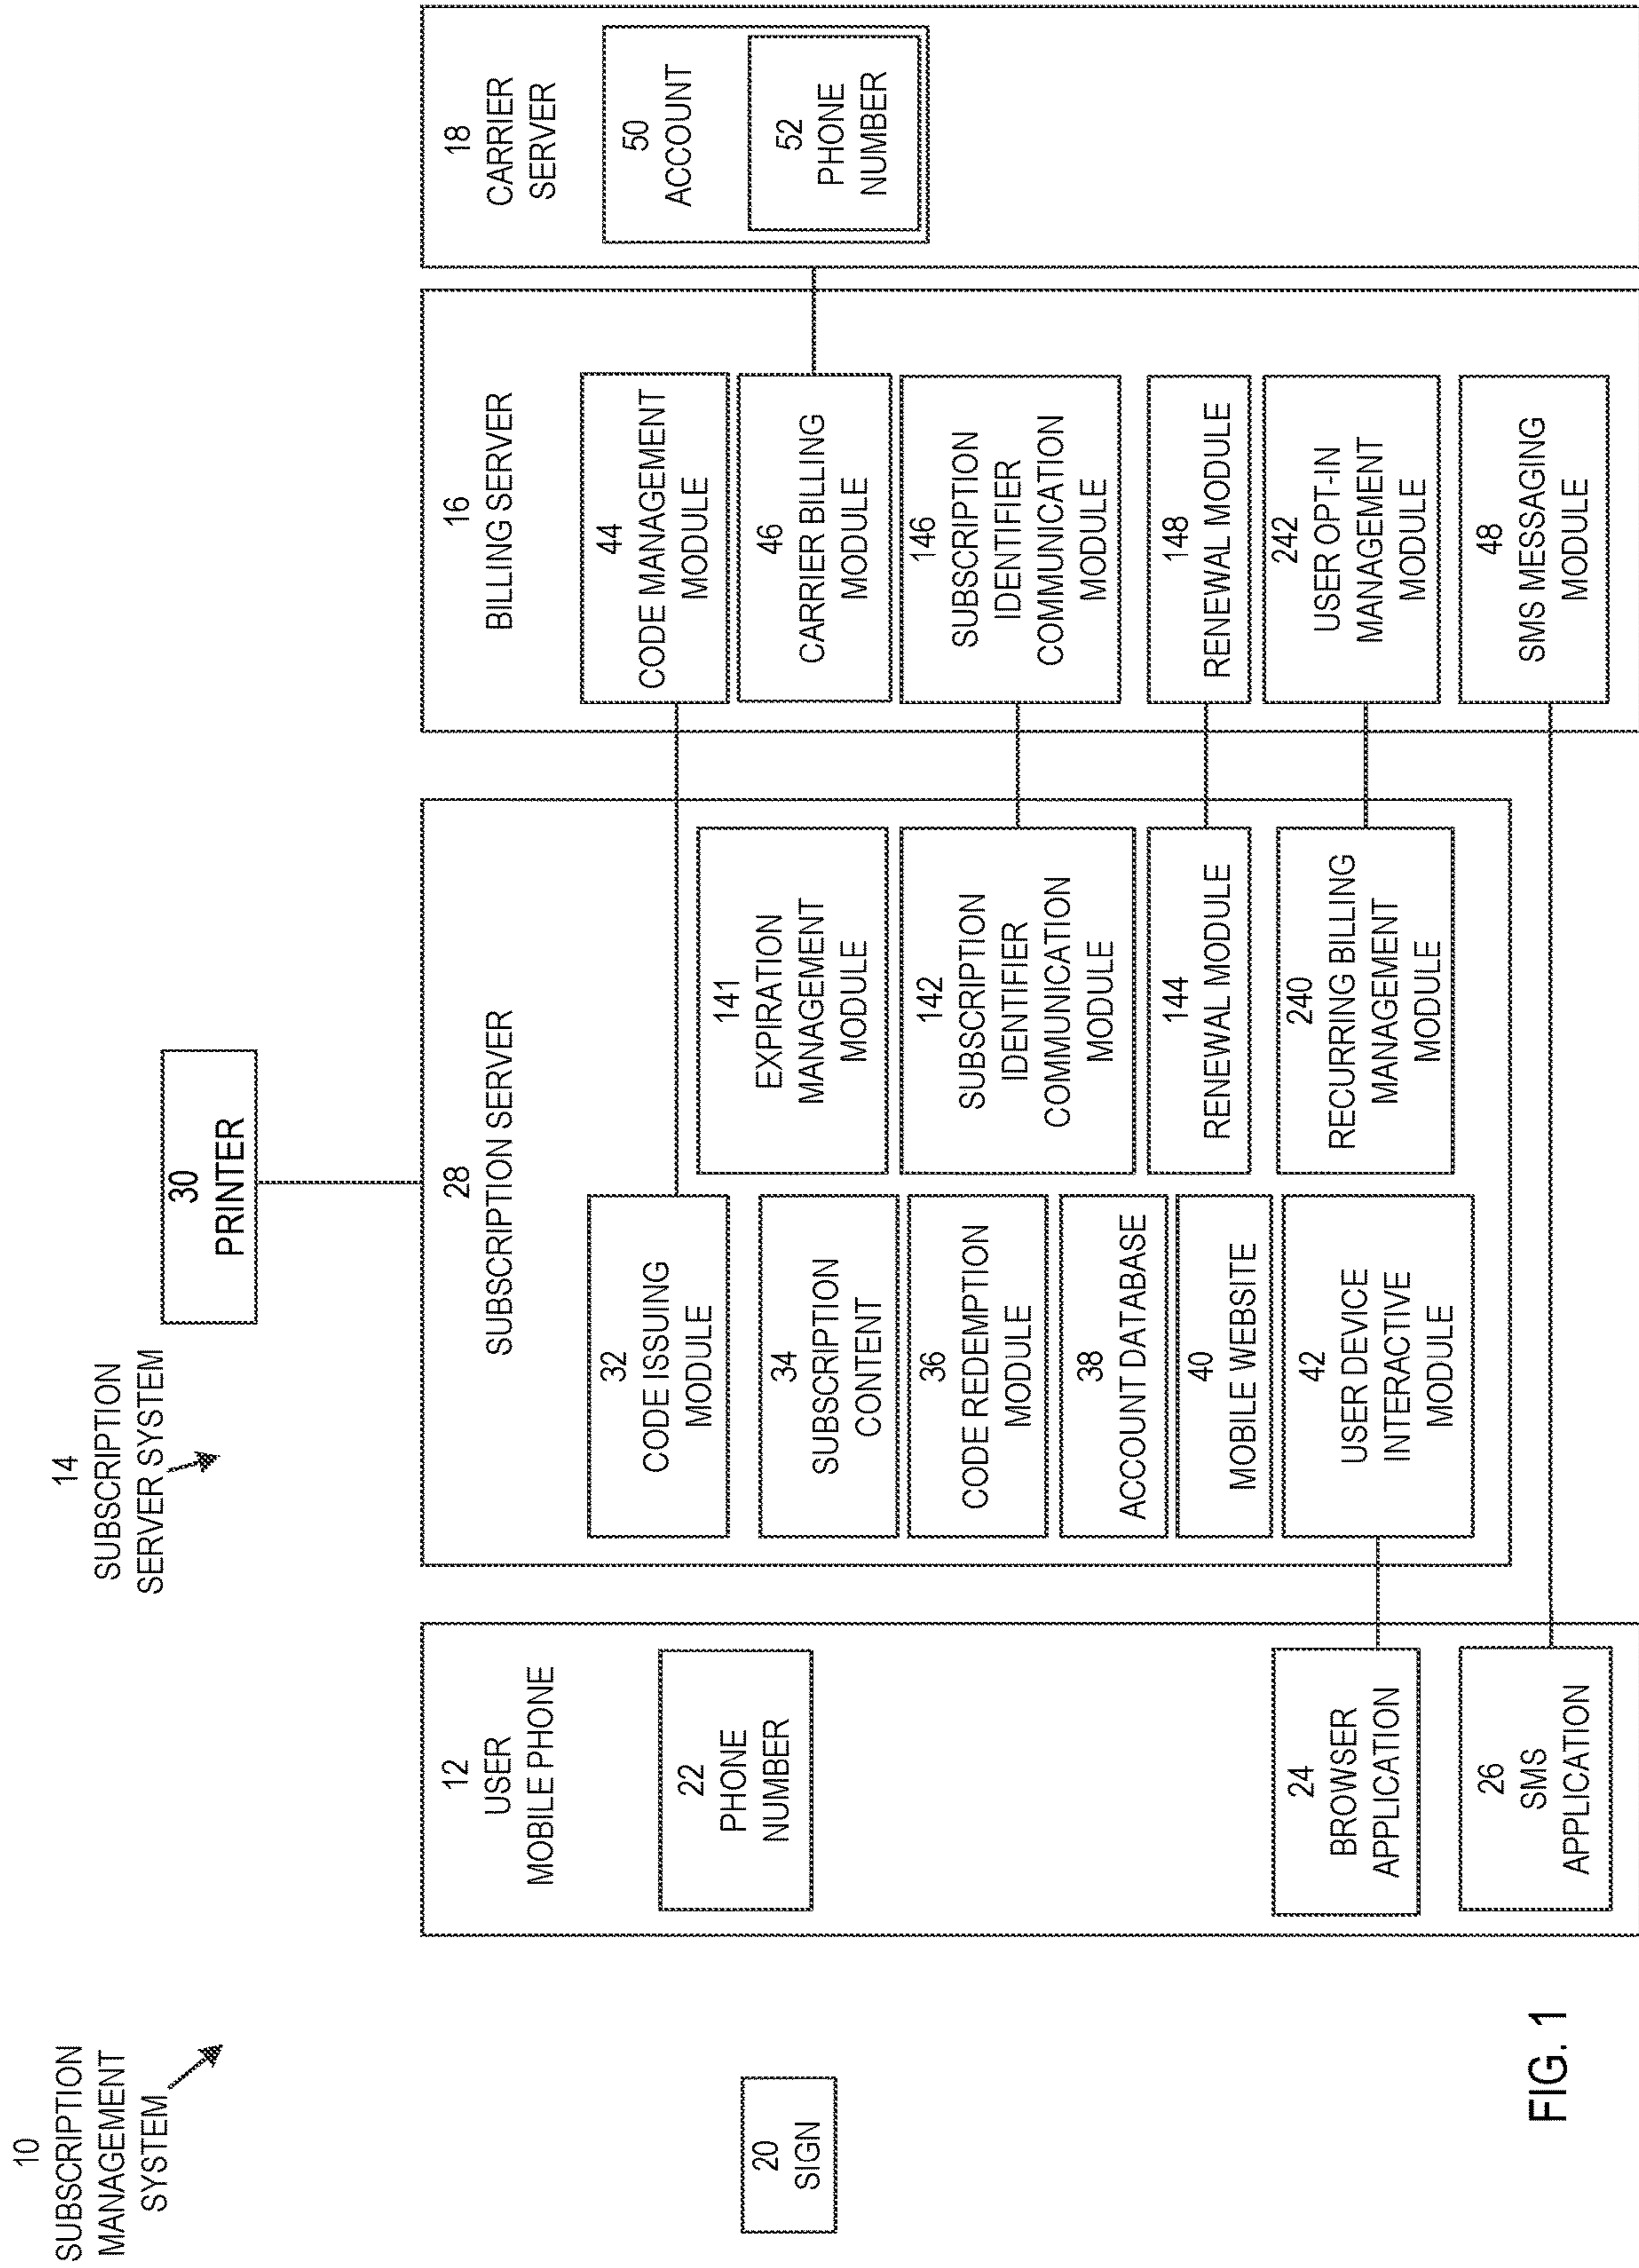 10
SUBSCRIPTION
MANAGEMENT
SYSTEM
14
SUBSCRIPTION
SERVER SYSTEM
30
PRINTER
20
SIGN
12
USER
MOBILE PHONE
22
PHONE
NUMBER
24
BROWSER
APPLICATION
26
SMS
APPLICATION
28
SUBSCRIPTION SERVER
32
CODE ISSUING
MODULE
34
SUBSCRIPTION
CONTENT
36
CODE REDEMPTION
MODULE
38
ACCOUNT DATABASE
40
MOBILE WEBSITE
42
USER DEVICE
INTERACTIVE
MODULE
141
EXPIRATION
MANAGEMENT
MODULE
142
SUBSCRIPTION
IDENTIFIER
COMMUNICATION
MODULE
144
RENEWAL MODULE
240
RECURRING BILLING
MANAGEMENT
MODULE
16
BILLING SERVER
44
CODE MANAGEMENT
MODULE
46
CARRIER BILLING
MODULE
146
SUBSCRIPTION
IDENTIFIER
COMMUNICATION
MODULE
148
RENEWAL MODULE
242
USER OPT-IN
MANAGEMENT
MODULE
48
SMS MESSAGING
MODULE
18
CARRIER
SERVER
50
ACCOUNT
52
PHONE
NUMBER
FIG. 1